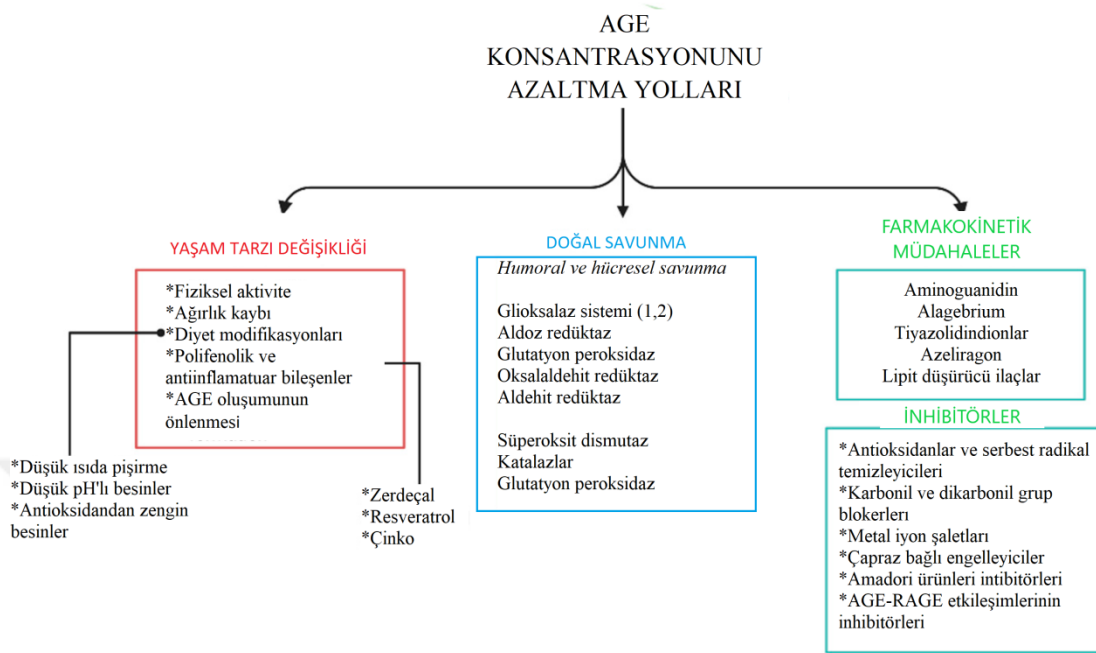 AGE
KONSANTRASYONUNU
AZALTMA YOLLARI
YAŞAM TARZI DEĞİŞİKLİĞİ
*Fiziksel aktivite
*Ağırlık kaybı
*Diyet modifikasyonları
*Polifenolik ve
antiinflamatuar bileşenler
*AGE oluşumunun
önlenmesi
*Düşük ısıda pişirme
*Düşük pH'lı besinler
*Antioksidandan zengin
besinler
*Zerdeçal
*Resveratrol
*Çinko
DOĞAL SAVUNMA
Humoral ve hücresel savunma
Glioksalaz sistemi (1,2)
Aldoz redüktaz
Glutatyon peroksidaz
Oksalaldehit redüktaz
Aldehit redüktaz
Süperoksit dismutaz
Katalazlar
Glutatyon peroksidaz
FARMAKOKİNETİK
MÜDAHALELER
Aminoguanidin
Alagebrium
Tiyazolidindionlar
Azeliragon
Lipit düşürücü ilaçlar
İNHİBİTÖRLER
*Antioksidanlar ve serbest radikal
temizleyicileri
*Karbonil ve dikarbonil grup
blokerleri
*Metal iyon şaletları
*Çapraz bağlı engelleyiciler
*Amadori ürünleri intibitörleri
*AGE-RAGE etkileşimlerinin
inhibitörleri